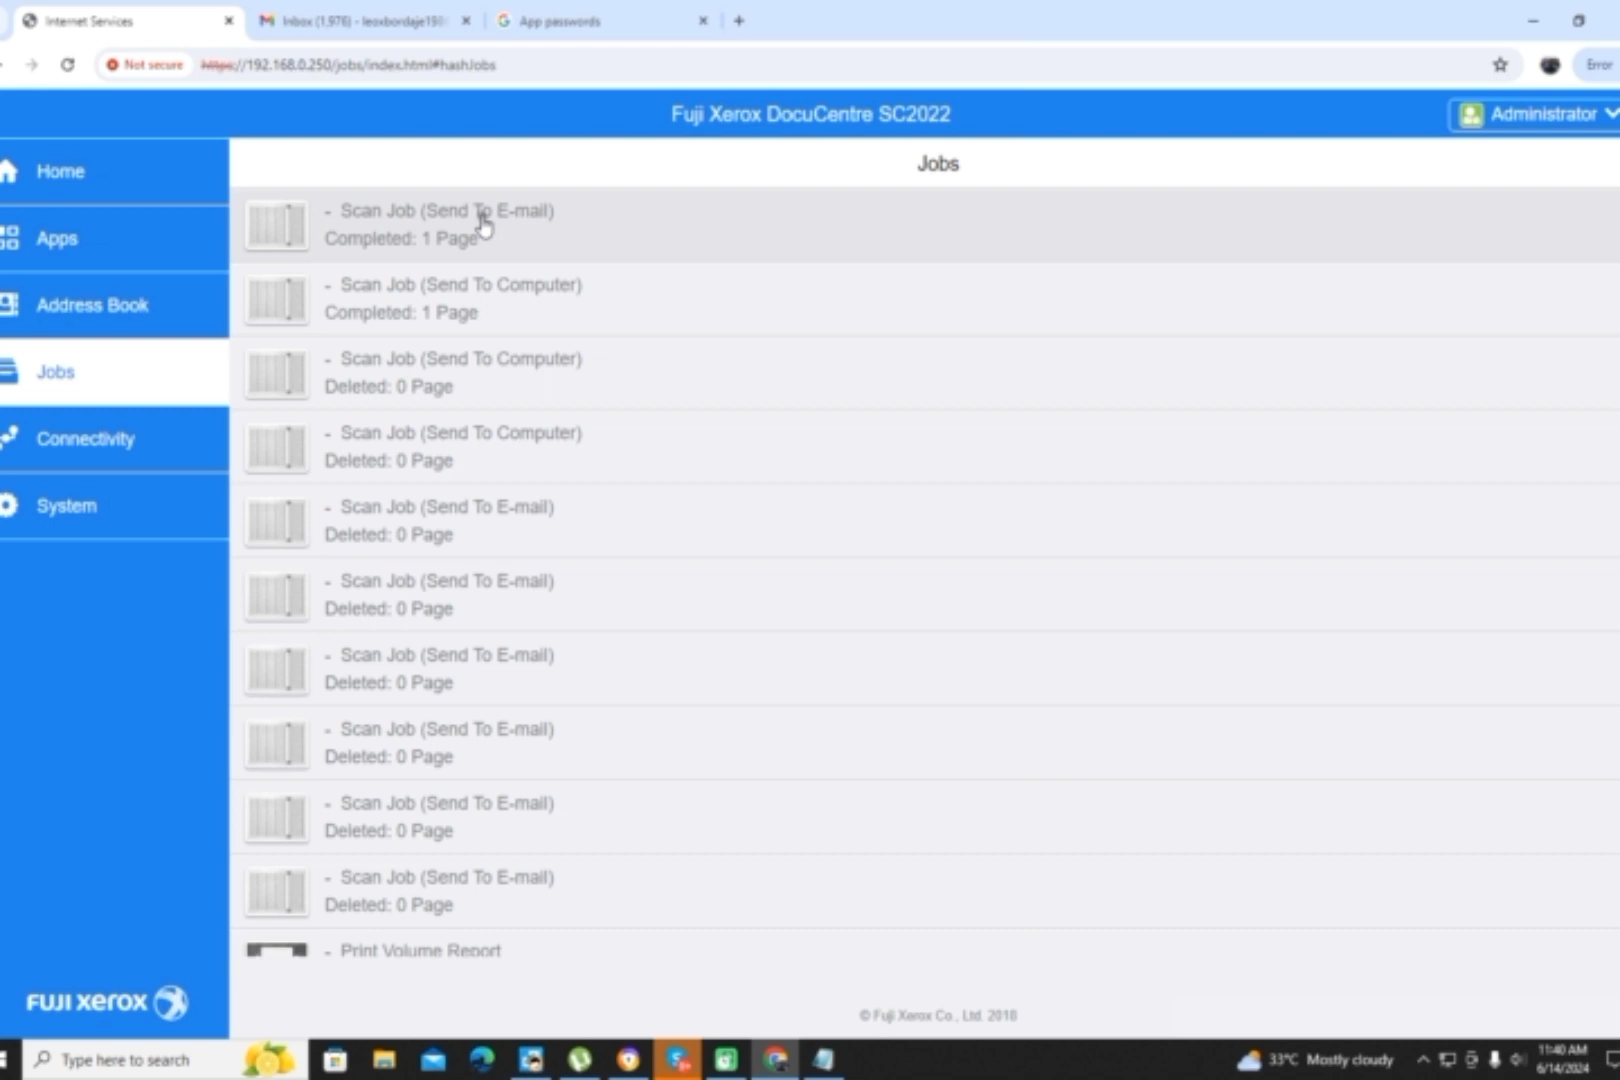 Internet Services
Inbox (1,976) - leoxbordaje190
App passwords
Not secure
https://192.168.0.250/jobs/index.html#hashJobs
Error
Fuji Xerox DocuCentre SC2022
Administrator
Home
Apps
Address Book
Jobs
Connectivity
System
Jobs
- Scan Job (Send To E-mail)
Completed: 1 Page
- Scan Job (Send To Computer)
Completed: 1 Page
- Scan Job (Send To Computer)
Deleted: 0 Page
- Scan Job (Send To Computer)
Deleted: 0 Page
- Scan Job (Send To E-mail)
Deleted: 0 Page
- Scan Job (Send To E-mail)
Deleted: 0 Page
- Scan Job (Send To E-mail)
Deleted: 0 Page
- Scan Job (Send To E-mail)
Deleted: 0 Page
- Scan Job (Send To E-mail)
Deleted: 0 Page
- Scan Job (Send To E-mail)
Deleted: 0 Page
- Print Volume Report
FUJI xerox
© Fuji Xerox Co., Ltd. 2018
Type here to search
33°C Mostly cloudy
11:40 AM
6/14/2024